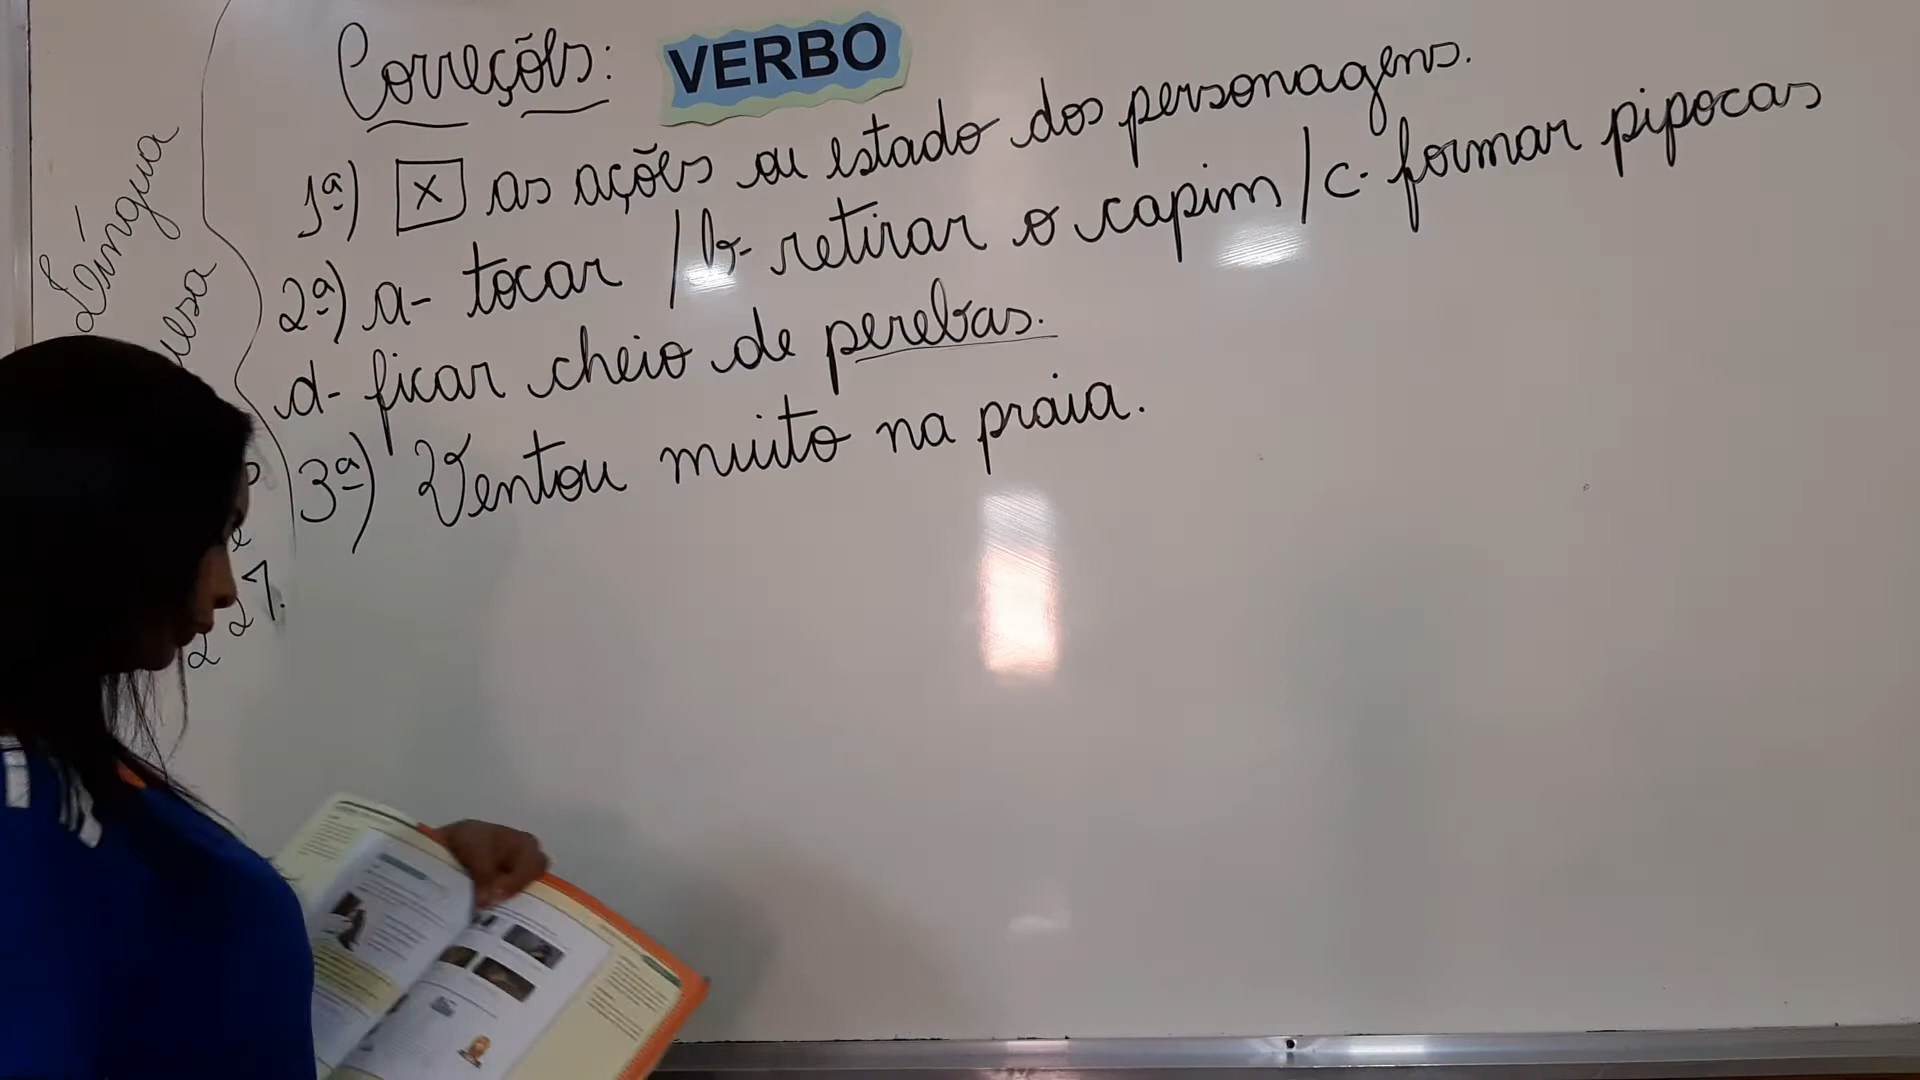 Correções: VERBO
1ª) X as ações ou estado dos personagens.
2ª) a- tocar / b- retirar o capim / c- formar pipocas
d- ficar cheio de perebas.
3ª) Ventou muito na praia.
Língua
227.